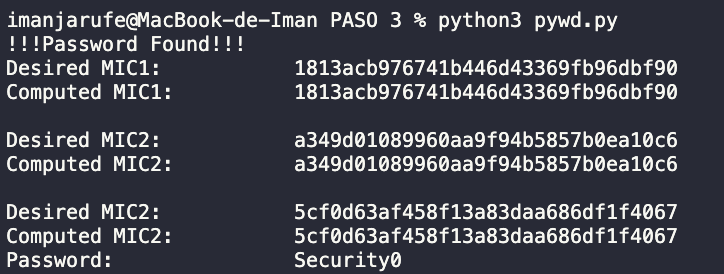 imanjarufe@MacBook-de-Iman PASO 3 % python3 pywd.py
!!!Password Found!!!
Desired MIC1: 1813acb976741b446d43369fb96dbf90
Computed MIC1: 1813acb976741b446d43369fb96dbf90
Desired MIC2: a349d01089960aa9f94b5857b0ea10c6
Computed MIC2: a349d01089960aa9f94b5857b0ea10c6
Desired MIC2: 5cf0d63af458f13a83daa686df1f4067
Computed MIC2: 5cf0d63af458f13a83daa686df1f4067
Password: Security0